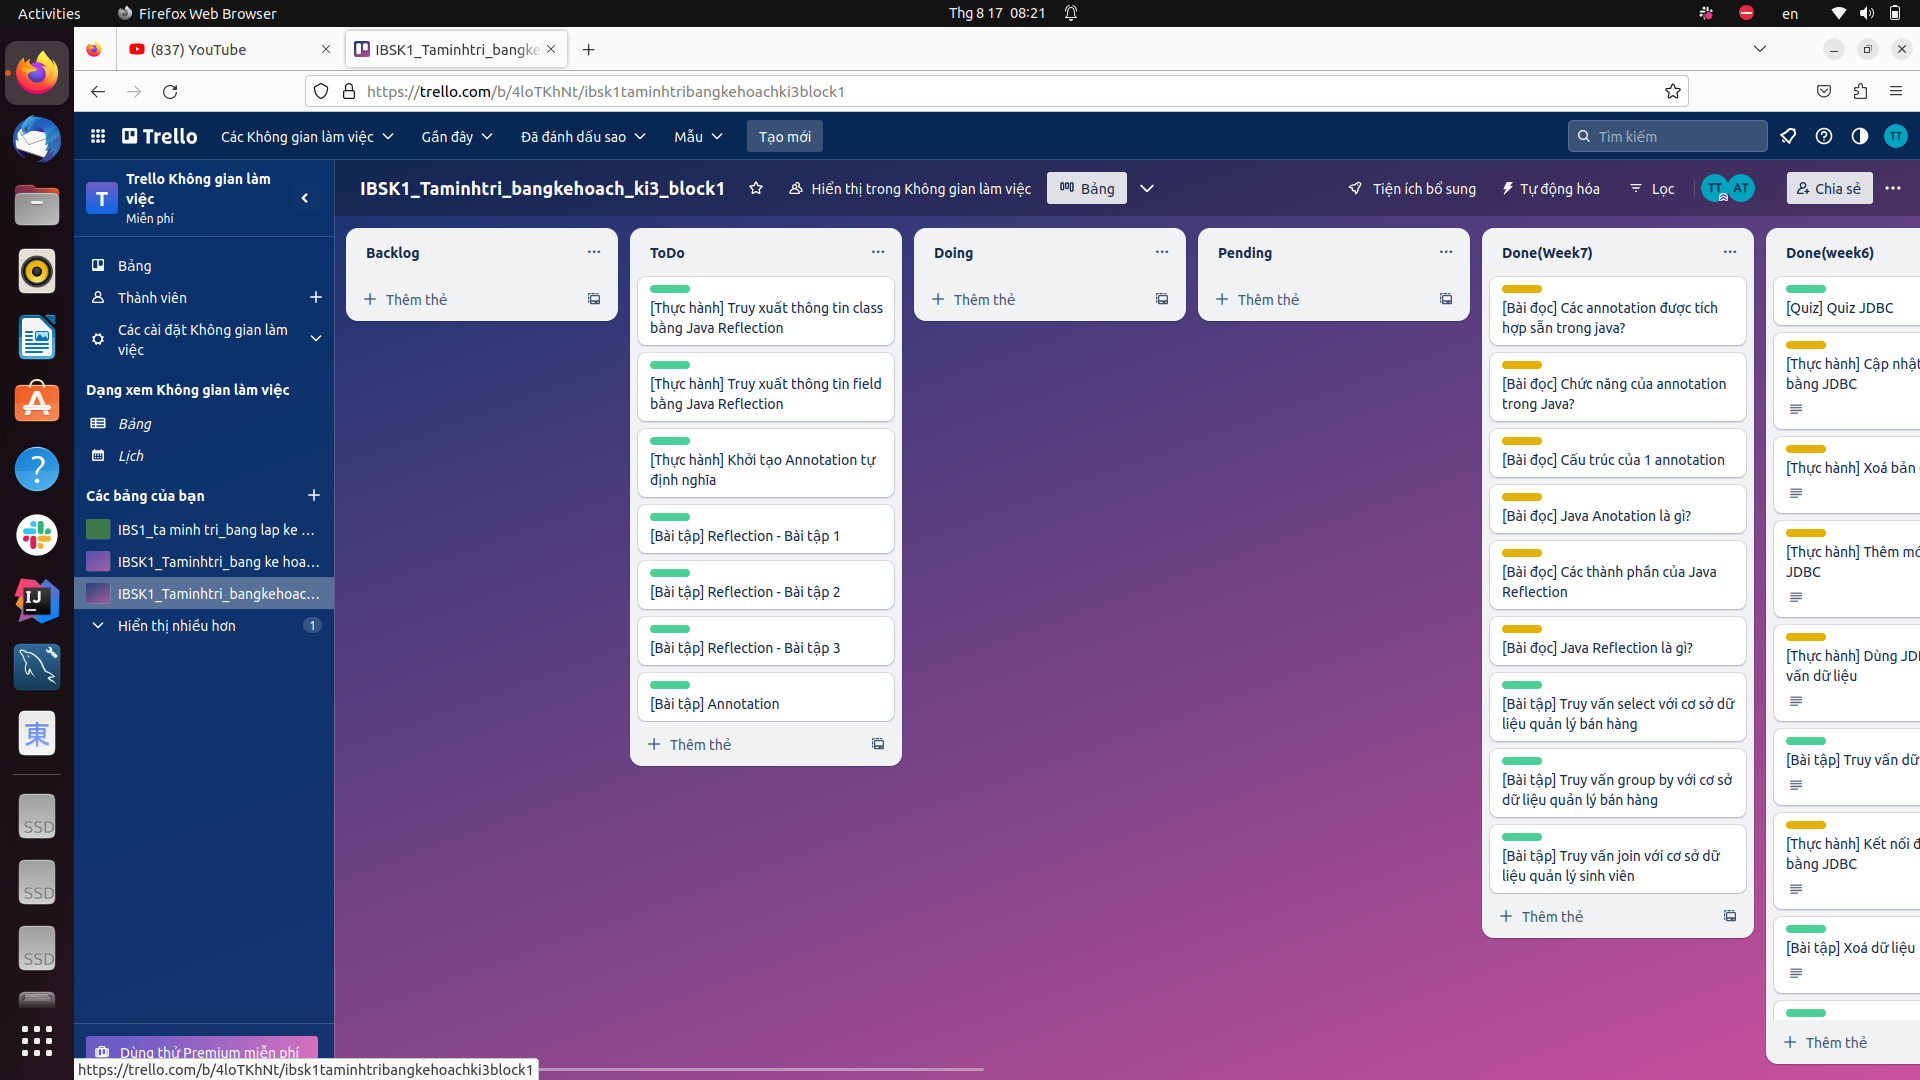 Activities
Firefox Web Browser
Thg 8 17 08:21
en
(837) YouTube
IBSK1_Taminhtri_bangke
https://trello.com/b/4loTKhNt/ibsk1taminhtribangkehoachki3block1
Trello
Các Không gian làm việc
Gần đây
Đã đánh dấu sao
Mẫu
Tạo mới
Tìm kiếm
TT
T
Trello Không gian làm
việc
Miễn phí
IBSK1_Taminhtri_bangkehoach_ki3_block1
Hiển thị trong Không gian làm việc
Bảng
Tiện ích bổ sung
Tự động hóa
Lọc
TT
AT
Chia sẻ
Bảng
Thành viên
Các cài đặt Không gian làm
việc
Dạng xem Không gian làm việc
Bảng
Lịch
Các bảng của bạn
IBS1_ta minh tri_bang lap ke ...
IBSK1_Taminhtri_bang ke hoa...
IBSK1_Taminhtri_bangkehoac...
Hiển thị nhiều hơn
1
Dùng thử Premium miễn phí
https://trello.com/b/4loTKhNt/ibsk1taminhtribangkehoachki3block1
Backlog
Thêm thẻ
ToDo
[Thực hành] Truy xuất thông tin class
bằng Java Reflection
[Thực hành] Truy xuất thông tin field
bằng Java Reflection
[Thực hành] Khởi tạo Annotation tự
định nghĩa
[Bài tập] Reflection - Bài tập 1
[Bài tập] Reflection - Bài tập 2
[Bài tập] Reflection - Bài tập 3
[Bài tập] Annotation
Thêm thẻ
Doing
Thêm thẻ
Pending
Thêm thẻ
Done(Week7)
[Bài đọc] Các annotation được tích
hợp sẵn trong java?
[Bài đọc] Chức năng của annotation
trong Java?
[Bài đọc] Cấu trúc của 1 annotation
[Bài đọc] Java Anotation là gì?
[Bài đọc] Các thành phần của Java
Reflection
[Bài đọc] Java Reflection là gì?
[Bài tập] Truy vấn select với cơ sở dữ
liệu quản lý bán hàng
[Bài tập] Truy vấn group by với cơ sở
dữ liệu quản lý bán hàng
[Bài tập] Truy vấn join với cơ sở dữ
liệu quản lý sinh viên
Thêm thẻ
Done(week6)
[Quiz] Quiz JDBC
[Thực hành] Cập nhật
bằng JDBC
[Thực hành] Xoá bản
[Thực hành] Thêm mớ
JDBC
[Thực hành] Dùng JD
vấn dữ liệu
[Bài tập] Truy vấn dữ
[Thực hành] Kết nối
bằng JDBC
[Bài tập] Xoá dữ liệu
Thêm thẻ
SSD
SSD
SSD
IJ
東